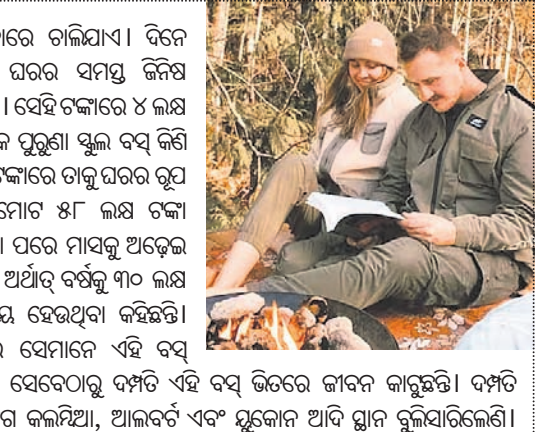 ାରେ ଚାଲିଯାଏ। ଦିନେ
ଘରର ସମସ୍ତ ଜିନିଷ
। ସେହି ଟଙ୍କାରେ ୪ ଲକ୍ଷ
କ ପୁରୁଣା ସ୍କୁଲ ବସ୍ କିଣି
ଟଙ୍କାରେ ତାକୁ ଘରର ରୂପ
ମୋଟ ୫୮ ଲକ୍ଷ ଟଙ୍କା
ପରେ ମାସକୁ ଅଢ଼େଇ
ଅର୍ଥାତ୍ ବର୍ଷକୁ ୩୦ ଲକ୍ଷ
ୟ ହେଉଥିବା କହିଛନ୍ତି।
ସେମାନେ ଏହି ବସ୍
ସେବେଠାରୁ ଦମ୍ପତି ଏହି ବସ୍ ଭିତରେ ଜୀବନ କାଟୁଛନ୍ତି। ଦମ୍ପତି
କଲମ୍ବିଆ, ଆଲବର୍ଟ ଏବଂ ୟୁକୋନ ଆଦି ସ୍ଥାନ ବୁଲିସାରିଲେଣି।